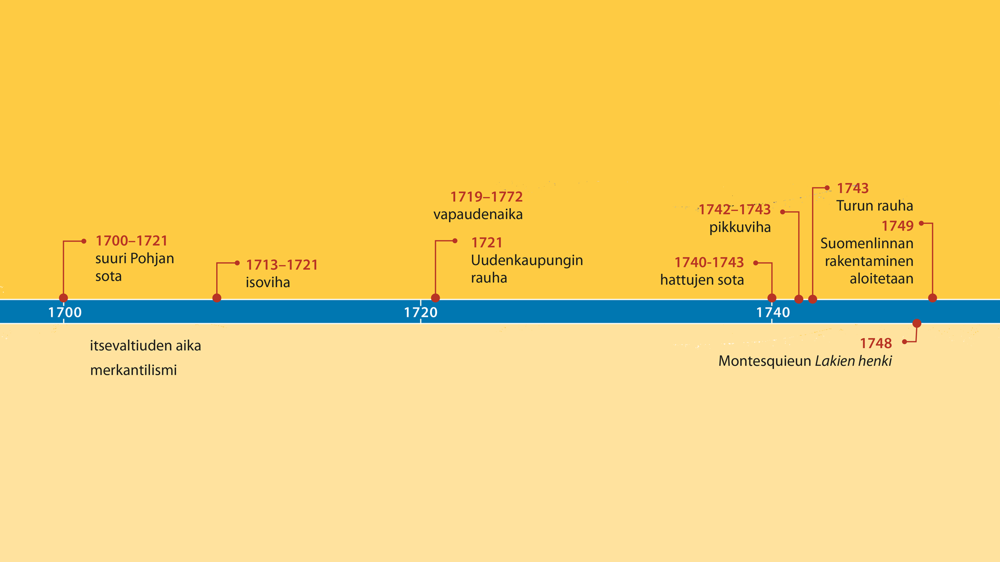 1700–1721
suuri Pohjan
sota
1713–1721
isoviha
1719–1772
vapaudenaika
1721
Uudenkaupungin
rauha
1740-1743
hattujen sota
1742–1743
pikkuviha
1743
Turun rauha
1749
Suomenlinnan
rakentaminen
aloitetaan
1700
1720
1740
itsevaltiuden aika
merkantilismi
1748
Montesquieun Lakien henki